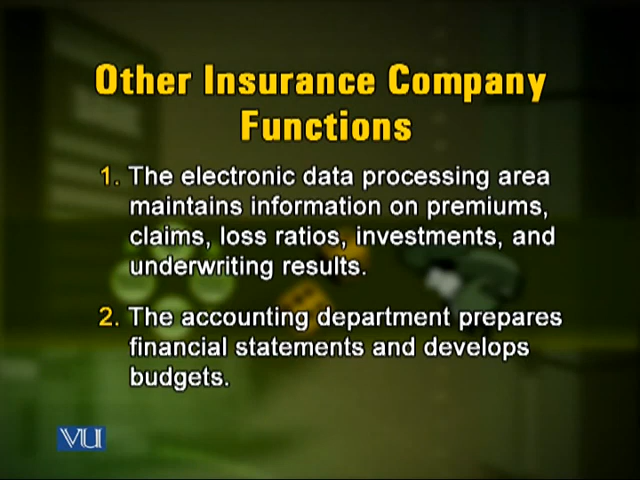 Other Insurance Company
Functions
1. The electronic data processing area
maintains information on premiums,
claims, loss ratios, investments, and
underwriting results.
2. The accounting department prepares
financial statements and develops
budgets.
VU